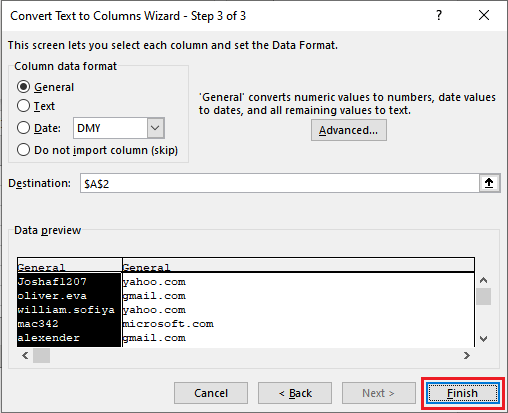 Convert Text to Columns Wizard - Step 3 of 3
?
×
This screen lets you select each column and set the Data Format.
Column data format
General
Text
Date: DMY
Do not import column (skip)
'General' converts numeric values to numbers, date values
to dates, and all remaining values to text.
Advanced...
Destination: $A$2
Data preview
General General
Joshaf1207 yahoo.com
oliver.eva gmail.com
william.sofiya yahoo.com
mac342 microsoft.com
alexender gmail.com
Cancel < Back Next > Finish